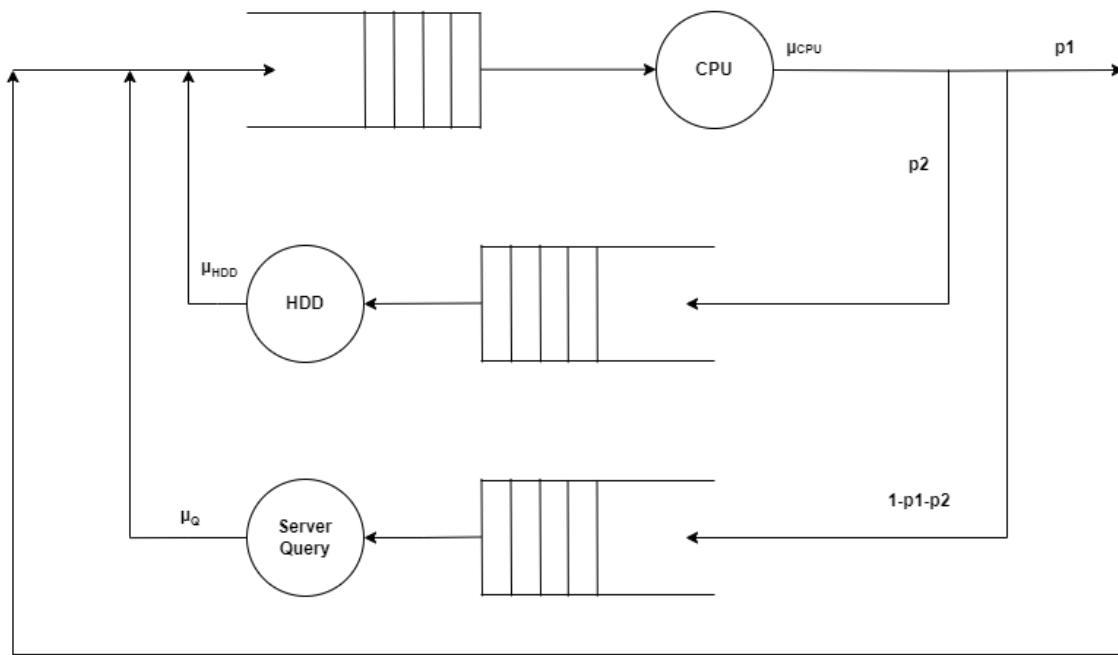 μCPU
p1
CPU
p2
μHDD
HDD
1-p1-p2
μQ
Server
Query